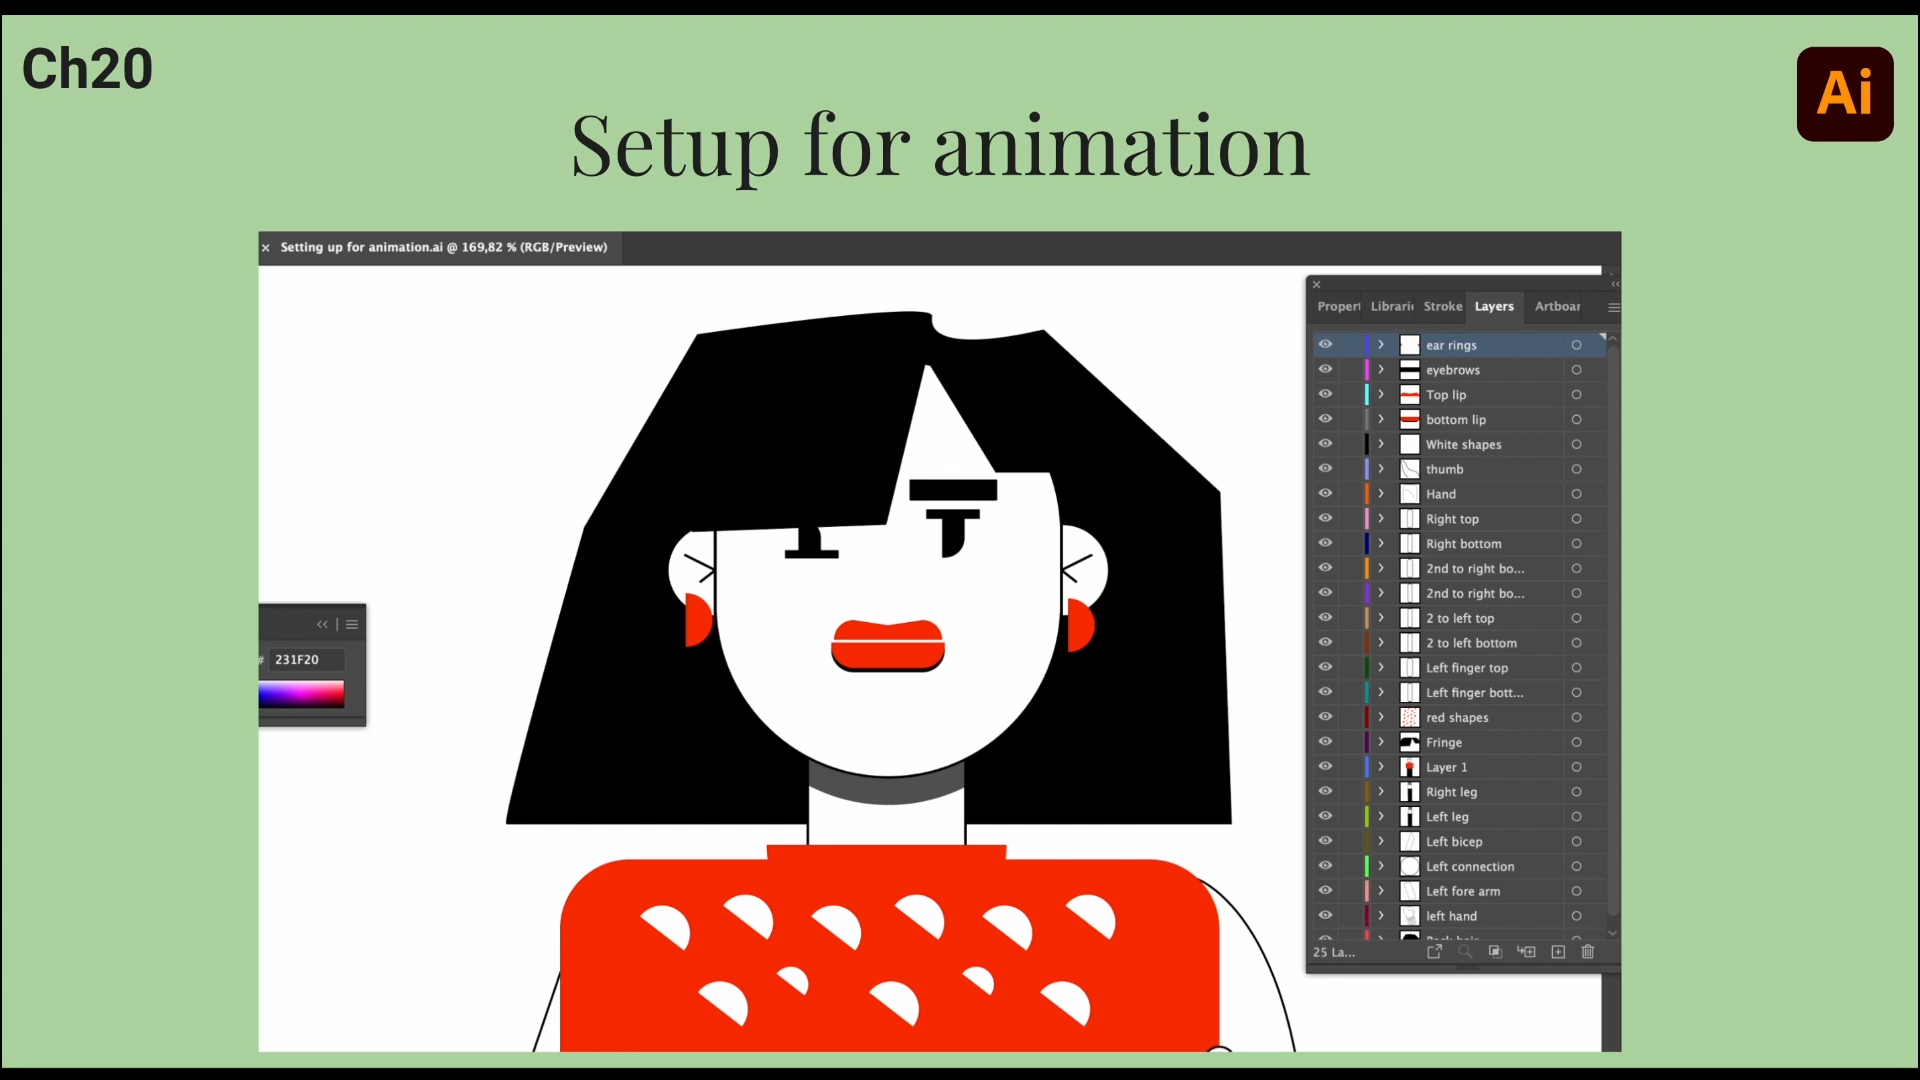 Ch20
Ai
Setup for animation
× Setting up for animation.ai @ 169,82 % (RGB/Preview)
Propert Librarie Stroke Layers Artboar
ear rings
eyebrows
Top lip
bottom lip
White shapes
thumb
Hand
Right top
Right bottom
2nd to right bo...
2nd to right bo...
2 to left top
2 to left bottom
Left finger top
Left finger bott...
red shapes
Fringe
Layer 1
Right leg
Left leg
Left bicep
Left connection
Left fore arm
left hand
25 La...
# 231F20